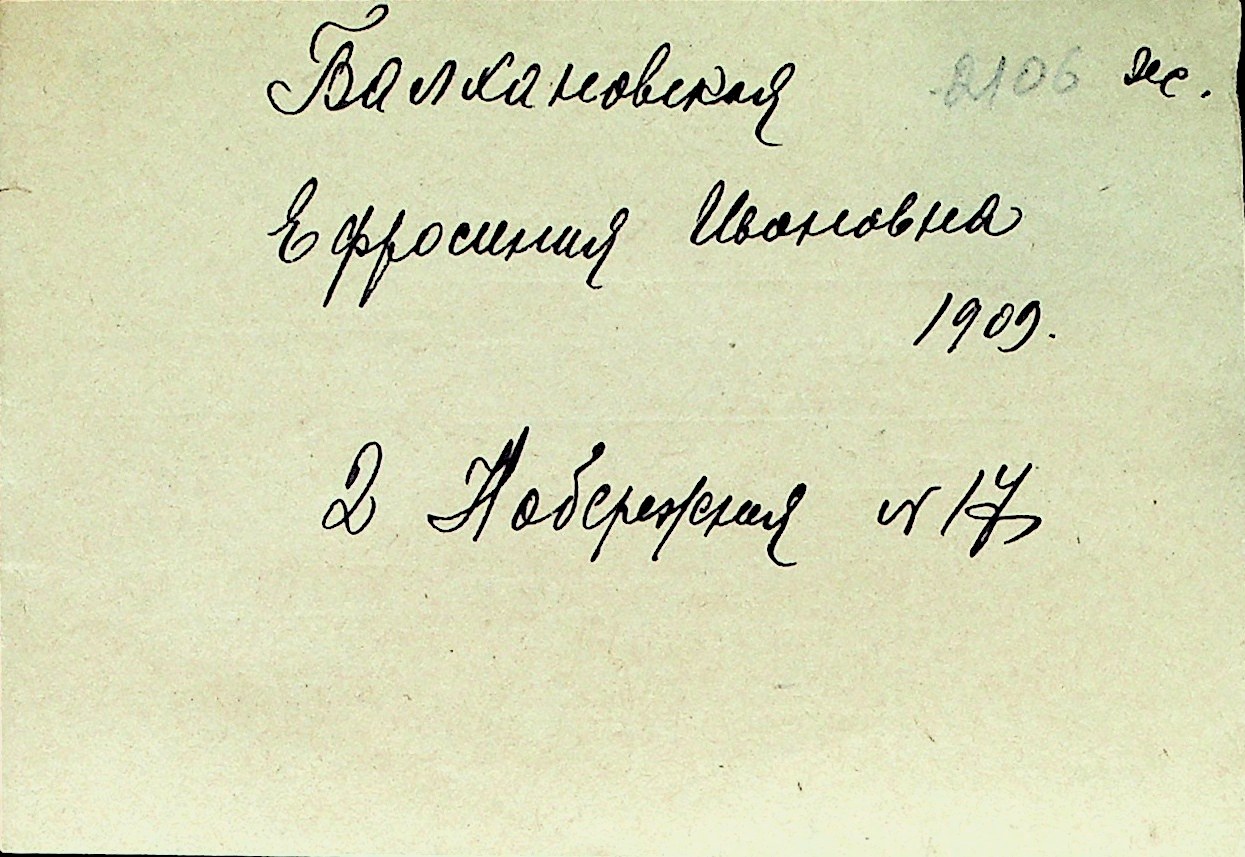 Балхановская 2106 ж.
Ефросиния Ивановна
1909.
2 Набережная № 17